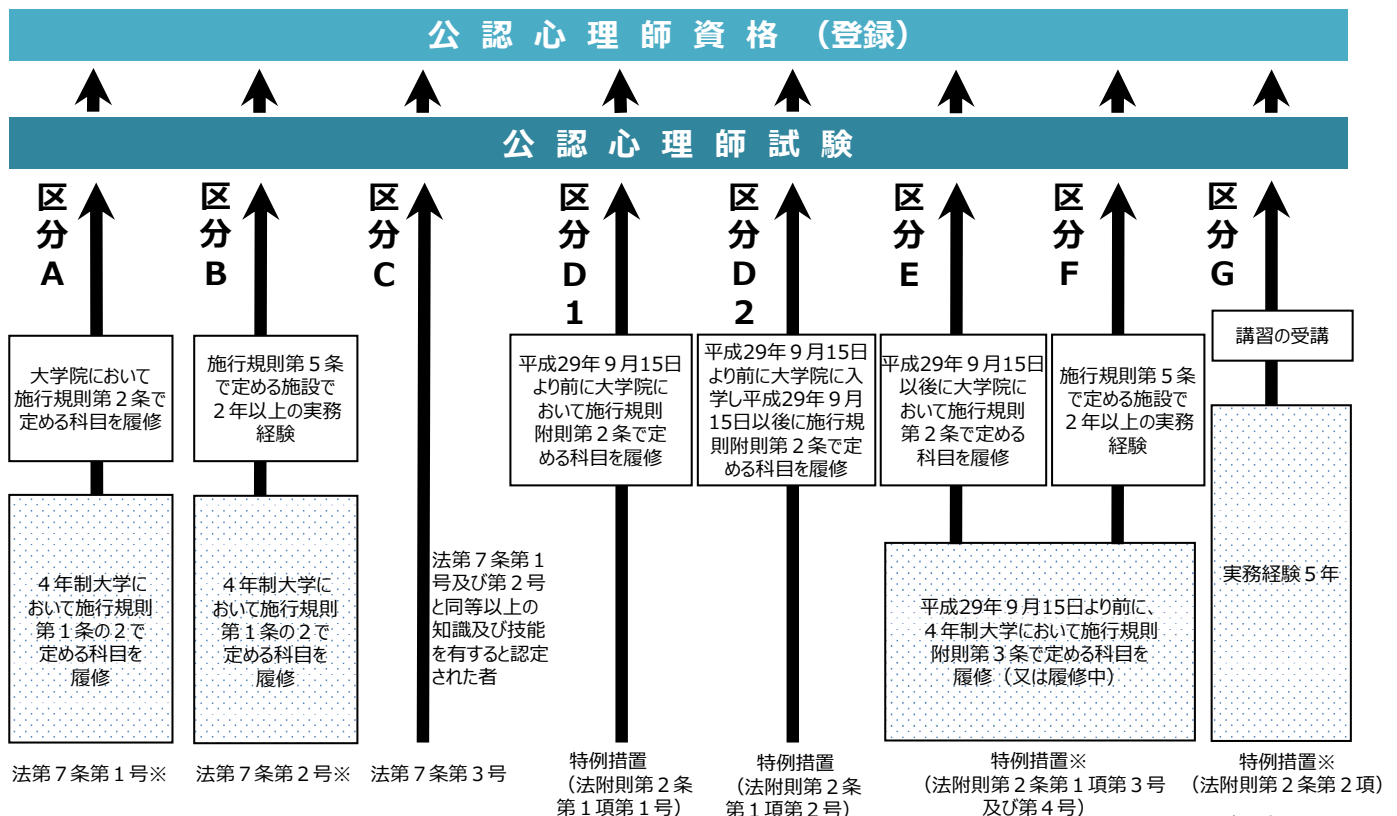 公認心理師資格（登録）
公認心理師試験
区分A
区分B
区分C
区分D1
区分D2
区分E
区分F
区分G
大学院において
施行規則第２条で
定める科目を履修
４年制大学に
おいて施行規則
第１条の２で
定める科目を
履修
法第７条第１号※
施行規則第５条
で定める施設で
２年以上の実務
経験
４年制大学に
おいて施行規則
第１条の２で
定める科目を
履修
法第７条第２号※
法第７条第１
号及び第２号
と同等以上の
知識及び技能
を有すると認定
された者
法第７条第３号
平成29年９月15日
より前に大学院に
おいて施行規則
附則第２条で定
める科目を履修
特例措置
（法附則第２条
第１項第１号）
平成29年９月15日
より前に大学院に入
学し平成29年９月
15日以後に施行規
則附則第２条で定
める科目を履修
特例措置
（法附則第２条
第１項第２号）
平成29年９月15日
以後に大学院に
おいて施行規則
第２条で定める
科目を履修
施行規則第５条
で定める施設で
２年以上の実務
経験
平成29年９月15日より前に、
４年制大学において施行規則
附則第３条で定める科目を
履修（又は履修中）
特例措置※
（法附則第２条第１項第３号
及び第４号）
講習の受講
実務経験５年
特例措置※
（法附則第２条第２項）